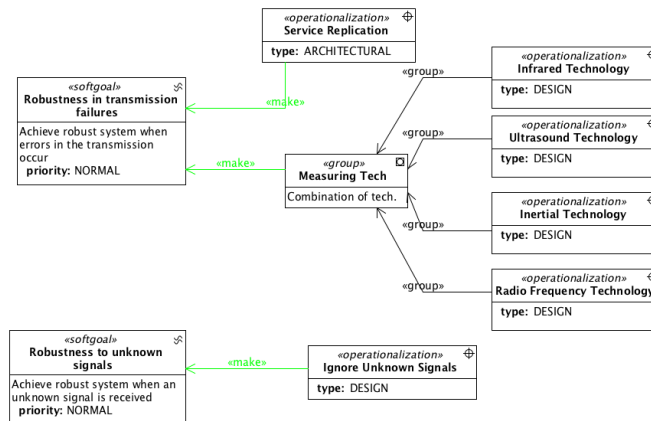 «operationalization»
Service Replication
type: ARCHITECTURAL
«softgoal»
Robustness in transmission
failures
Achieve robust system when
errors in the transmission
occur
priority: NORMAL
«make»
«make»
«group»
Measuring Tech
Combination of tech.
«group»
«group»
«group»
«group»
«operationalization»
Infrared Technology
type: DESIGN
«operationalization»
Ultrasound Technology
type: DESIGN
«operationalization»
Inertial Technology
type: DESIGN
«operationalization»
Radio Frequency Technology
type: DESIGN
«softgoal»
Robustness to unknown
signals
Achieve robust system when an
unknown signal is received
priority: NORMAL
«make»
«operationalization»
Ignore Unknown Signals
type: DESIGN